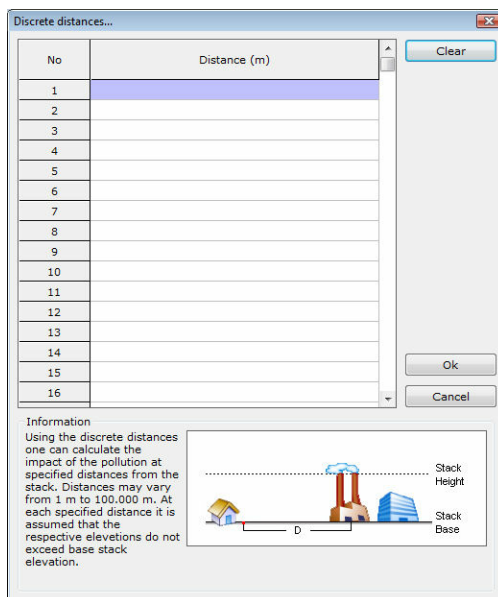 Discrete distances...
No
Distance (m)
Clear
1
2
3
4
5
6
7
8
9
10
11
12
13
14
15
16
Ok
Cancel
Information
Using the discrete distances
one can calculate the
impact of the pollution at
specified distances from the
stack. Distances may vary
from 1 m to 100.000 m. At
each specified distance it is
assumed that the
respective elevetions do not
exceed base stack
elevation.
Stack
Height
Stack
Base
D